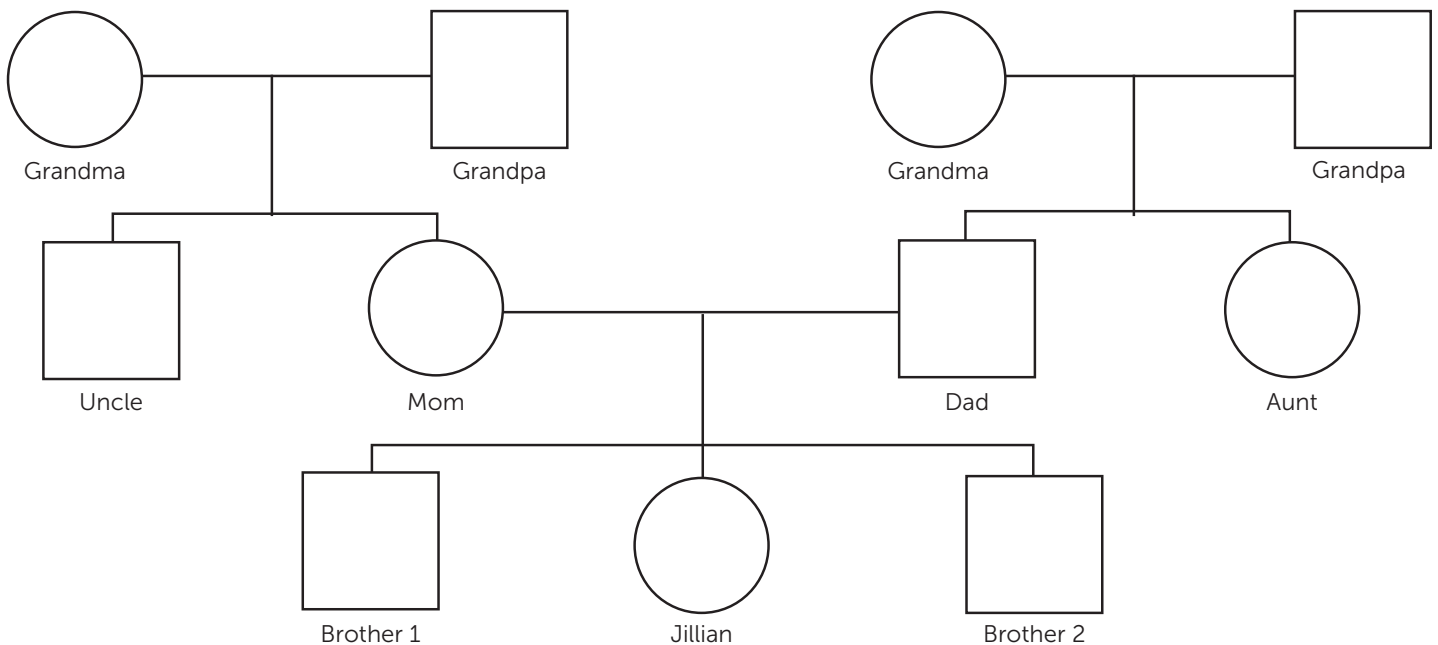 Grandma
Grandpa
Grandma
Grandpa
Uncle
Mom
Dad
Aunt
Brother 1
Jillian
Brother 2